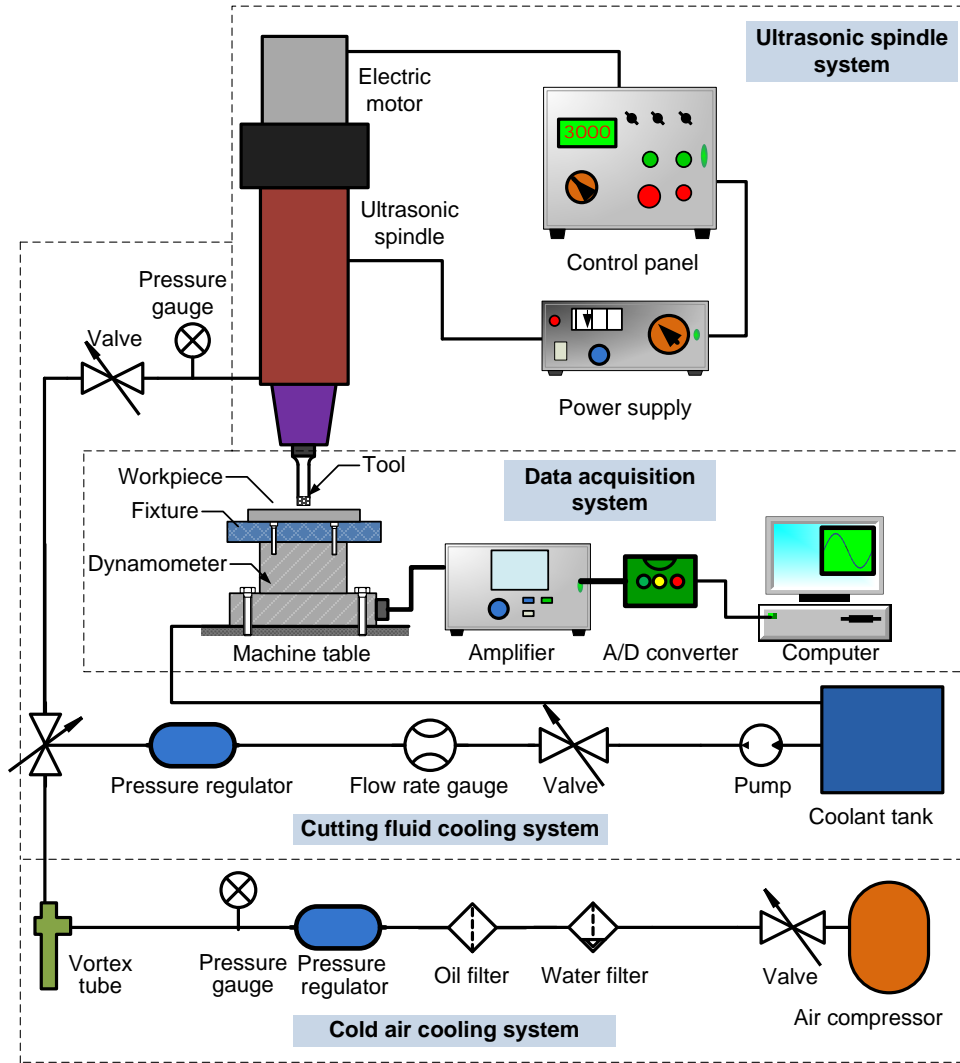 Ultrasonic spindle
system
Electric
motor
3000
Ultrasonic
spindle
Control panel
Pressure
gauge
Valve
Power supply
Tool
Workpiece
Data acquisition
system
Fixture
Dynamometer
Machine table
Amplifier
A/D converter
Computer
Pressure regulator
Flow rate gauge
Valve
Pump
Coolant tank
Cutting fluid cooling system
Vortex
tube
Pressure
gauge
Pressure
regulator
Oil filter
Water filter
Valve
Air compressor
Cold air cooling system